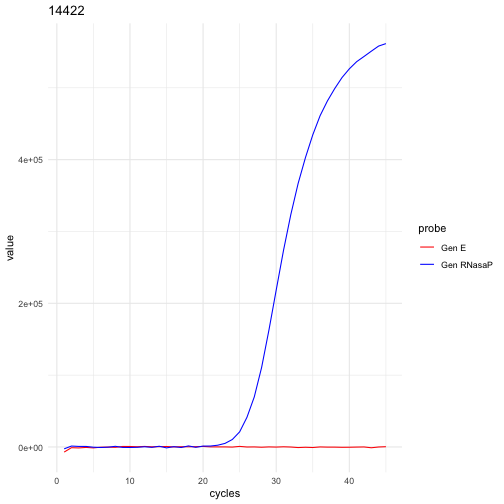 14422
value
4e+05
2e+05
0e+00
0
10
20
30
40
cycles
probe
Gen E
Gen RNasaP